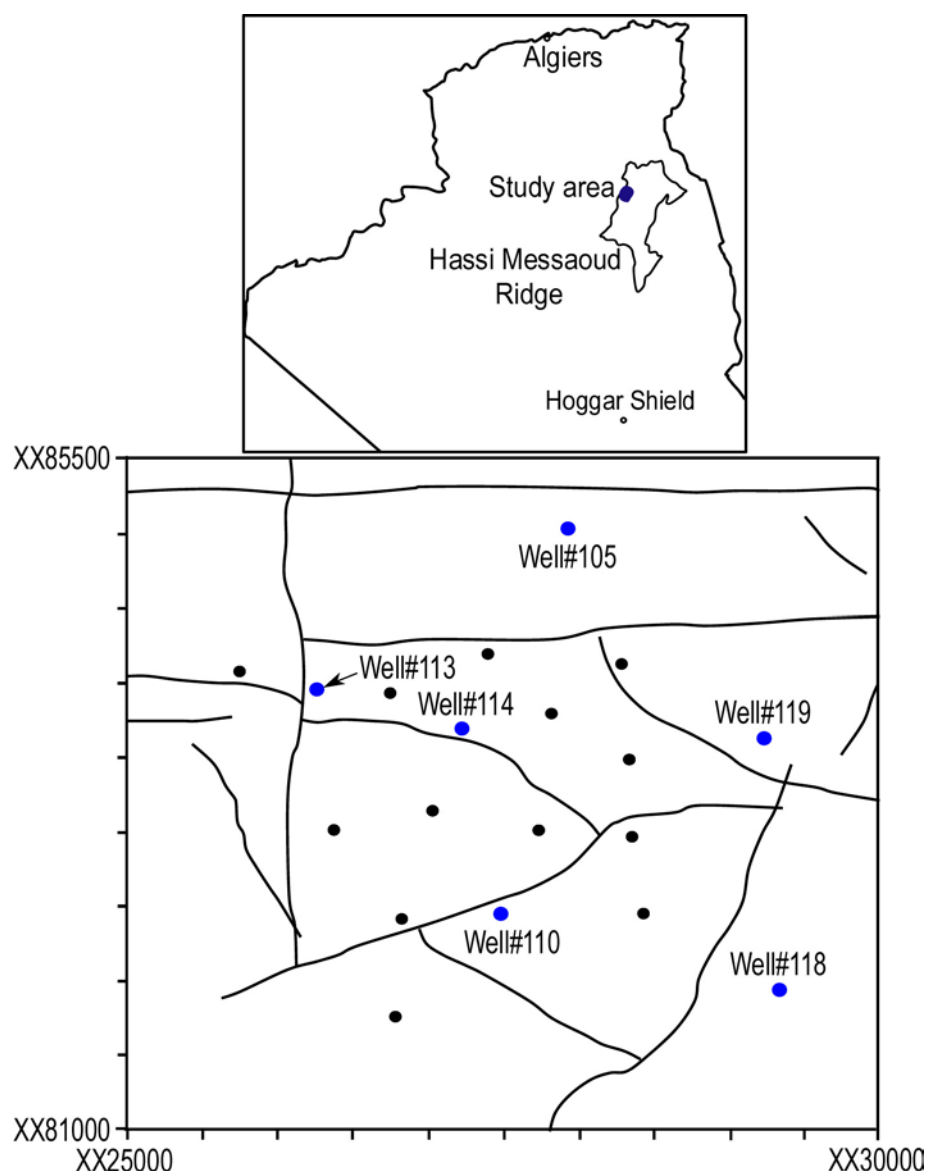 Algiers
Study area
Hassi Messaoud
Ridge
Hoggar Shield
XX85500
Well#105
Well#113
Well#114
Well#119
Well#110
Well#118
XX81000
XX25000
XX30000